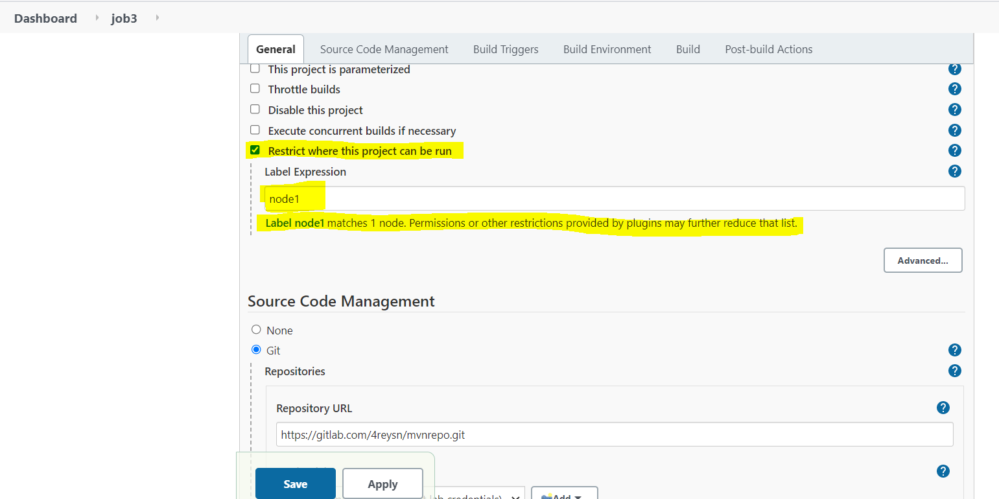 Dashboard job3
General Source Code Management Build Triggers Build Environment Build Post-build Actions
This project is parameterized ?
Throttle builds ?
Disable this project ?
Execute concurrent builds if necessary ?
Restrict where this project can be run ?
Label Expression ?
node1
Label node1 matches 1 node. Permissions or other restrictions provided by plugins may further reduce that list.
Advanced...
Source Code Management
None
Git ?
Repositories ?
Repository URL ?
https://gitlab.com/4reysn/mvnrepo.git
?
Save Apply
credentials) Add